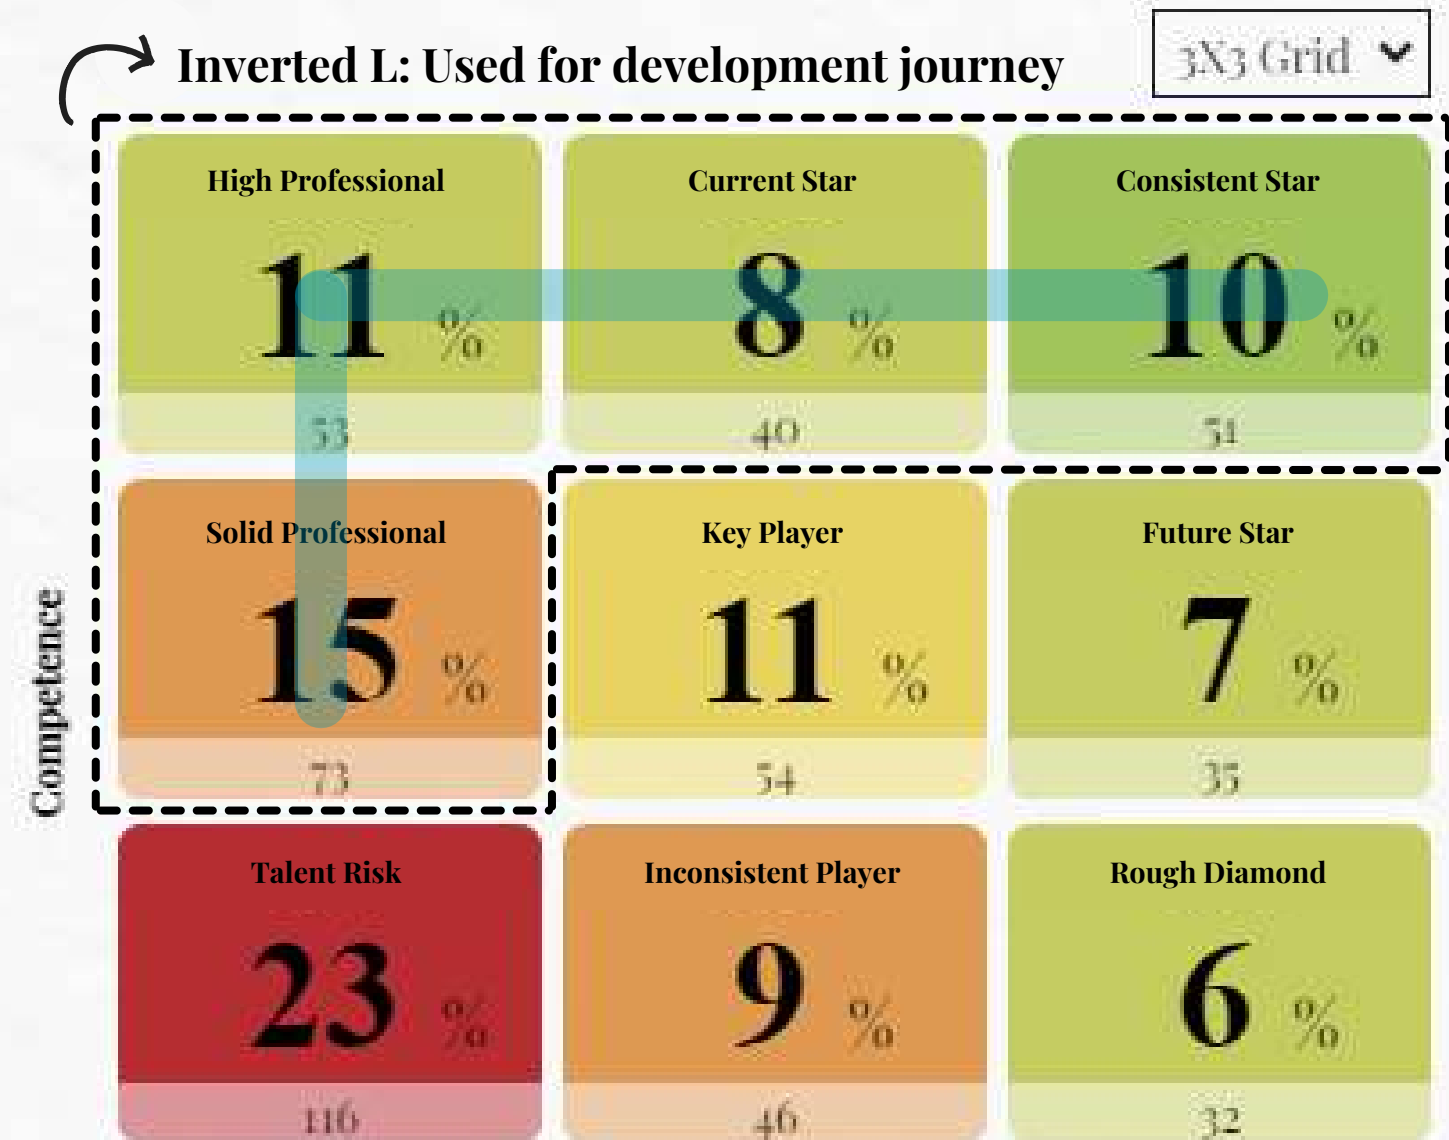 Inverted L: Used for development journey
3X3 Grid
High Professional
11 %
53
Current Star
8 %
40
Consistent Star
10 %
51
Competence
Solid Professional
15 %
73
Key Player
11 %
54
Future Star
7 %
35
Talent Risk
23 %
116
Inconsistent Player
9 %
46
Rough Diamond
6 %
32